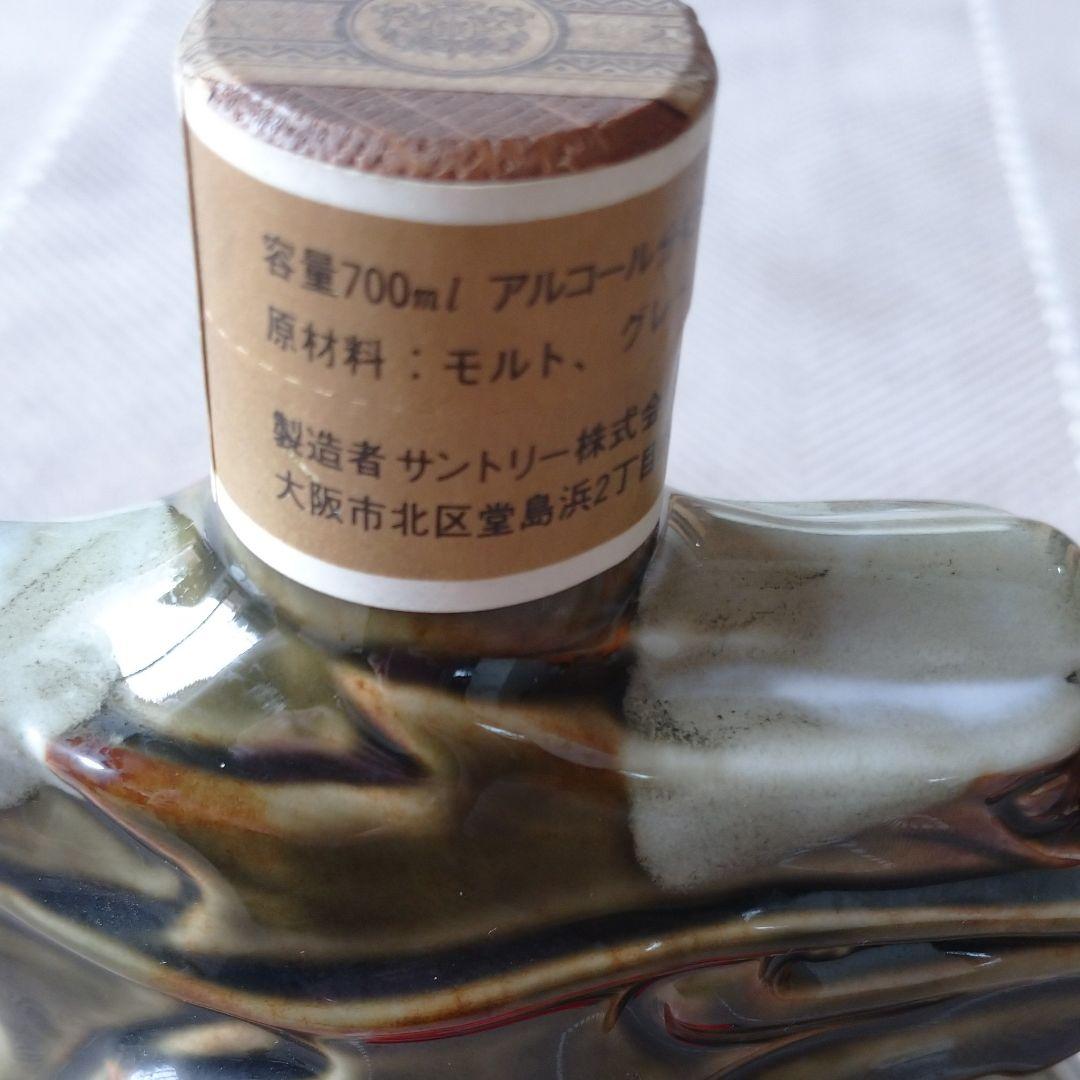 容量700ml アルコール
原材料：モルト、グレ
製造者 サントリー株式会
大阪市北区堂島浜2丁目